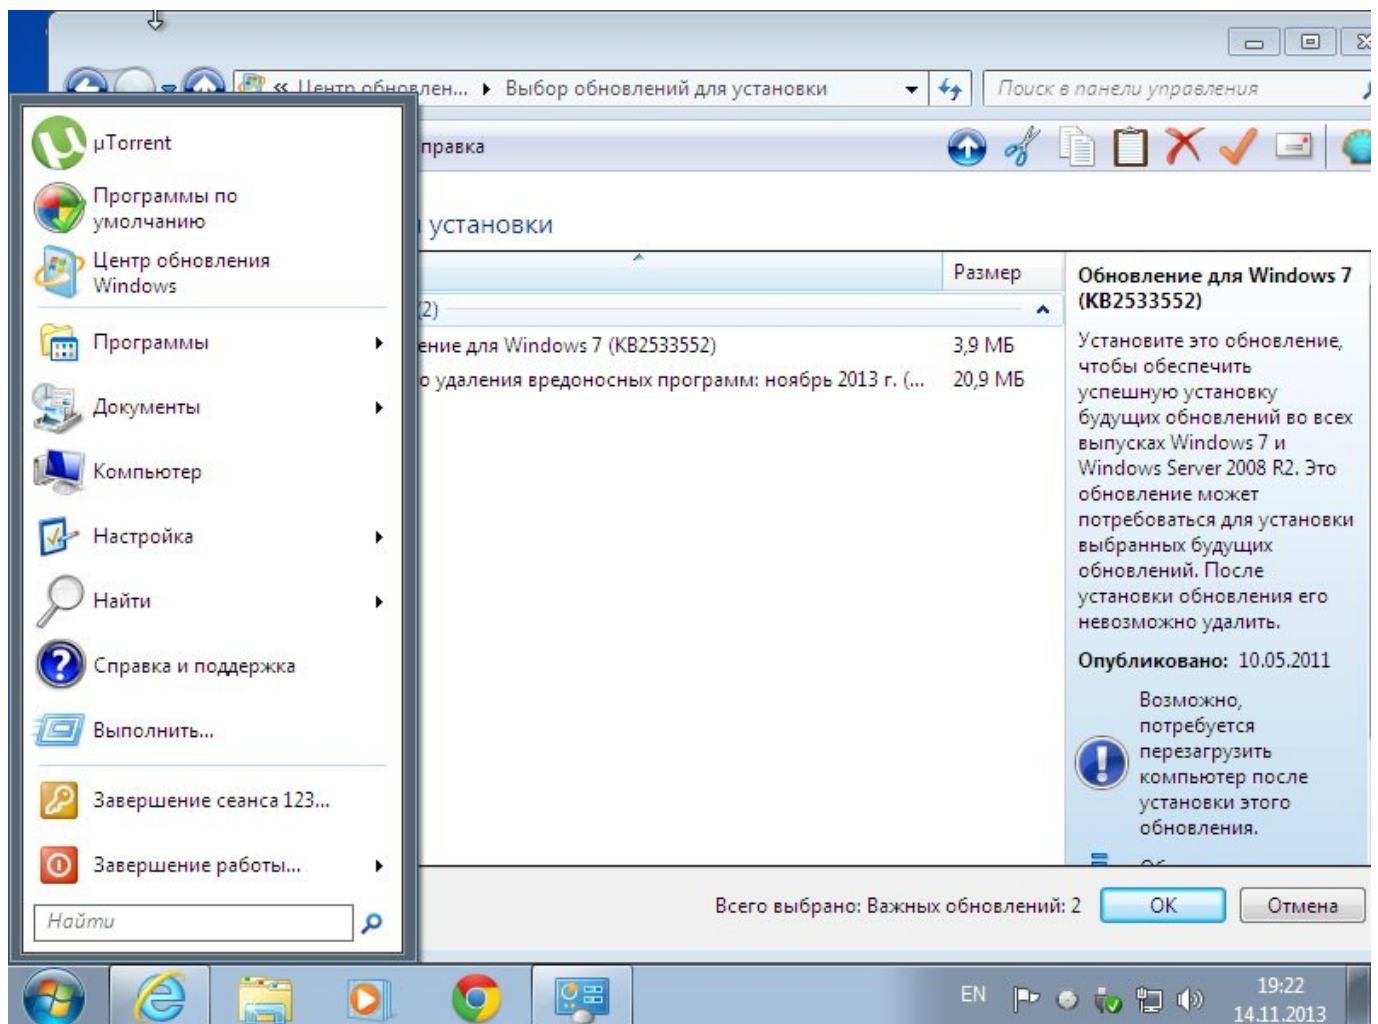 « Центр обновлен... Выбор обновлений для установки
Поиск в панели управления
правка
установки
Размер
(2)
ение для Windows 7 (KB2533552) 3,9 МБ
о удаления вредоносных программ: ноябрь 2013 г. (... 20,9 МБ
Обновление для Windows 7
(KB2533552)
Установите это обновление,
чтобы обеспечить
успешную установку
будущих обновлений во всех
выпусках Windows 7 и
Windows Server 2008 R2. Это
обновление может
потребоваться для установки
выбранных будущих
обновлений. После
установки обновления его
невозможно удалить.
Опубликовано: 10.05.2011
Возможно,
потребуется
перезагрузить
компьютер после
установки этого
обновления.
Всего выбрано: Важных обновлений: 2
OK
Отмена
µTorrent
Программы по
умолчанию
Центр обновления
Windows
Программы
Документы
Компьютер
Настройка
Найти
Справка и поддержка
Выполнить...
Завершение сеанса 123...
Завершение работы...
Найти
EN
19:22
14.11.2013